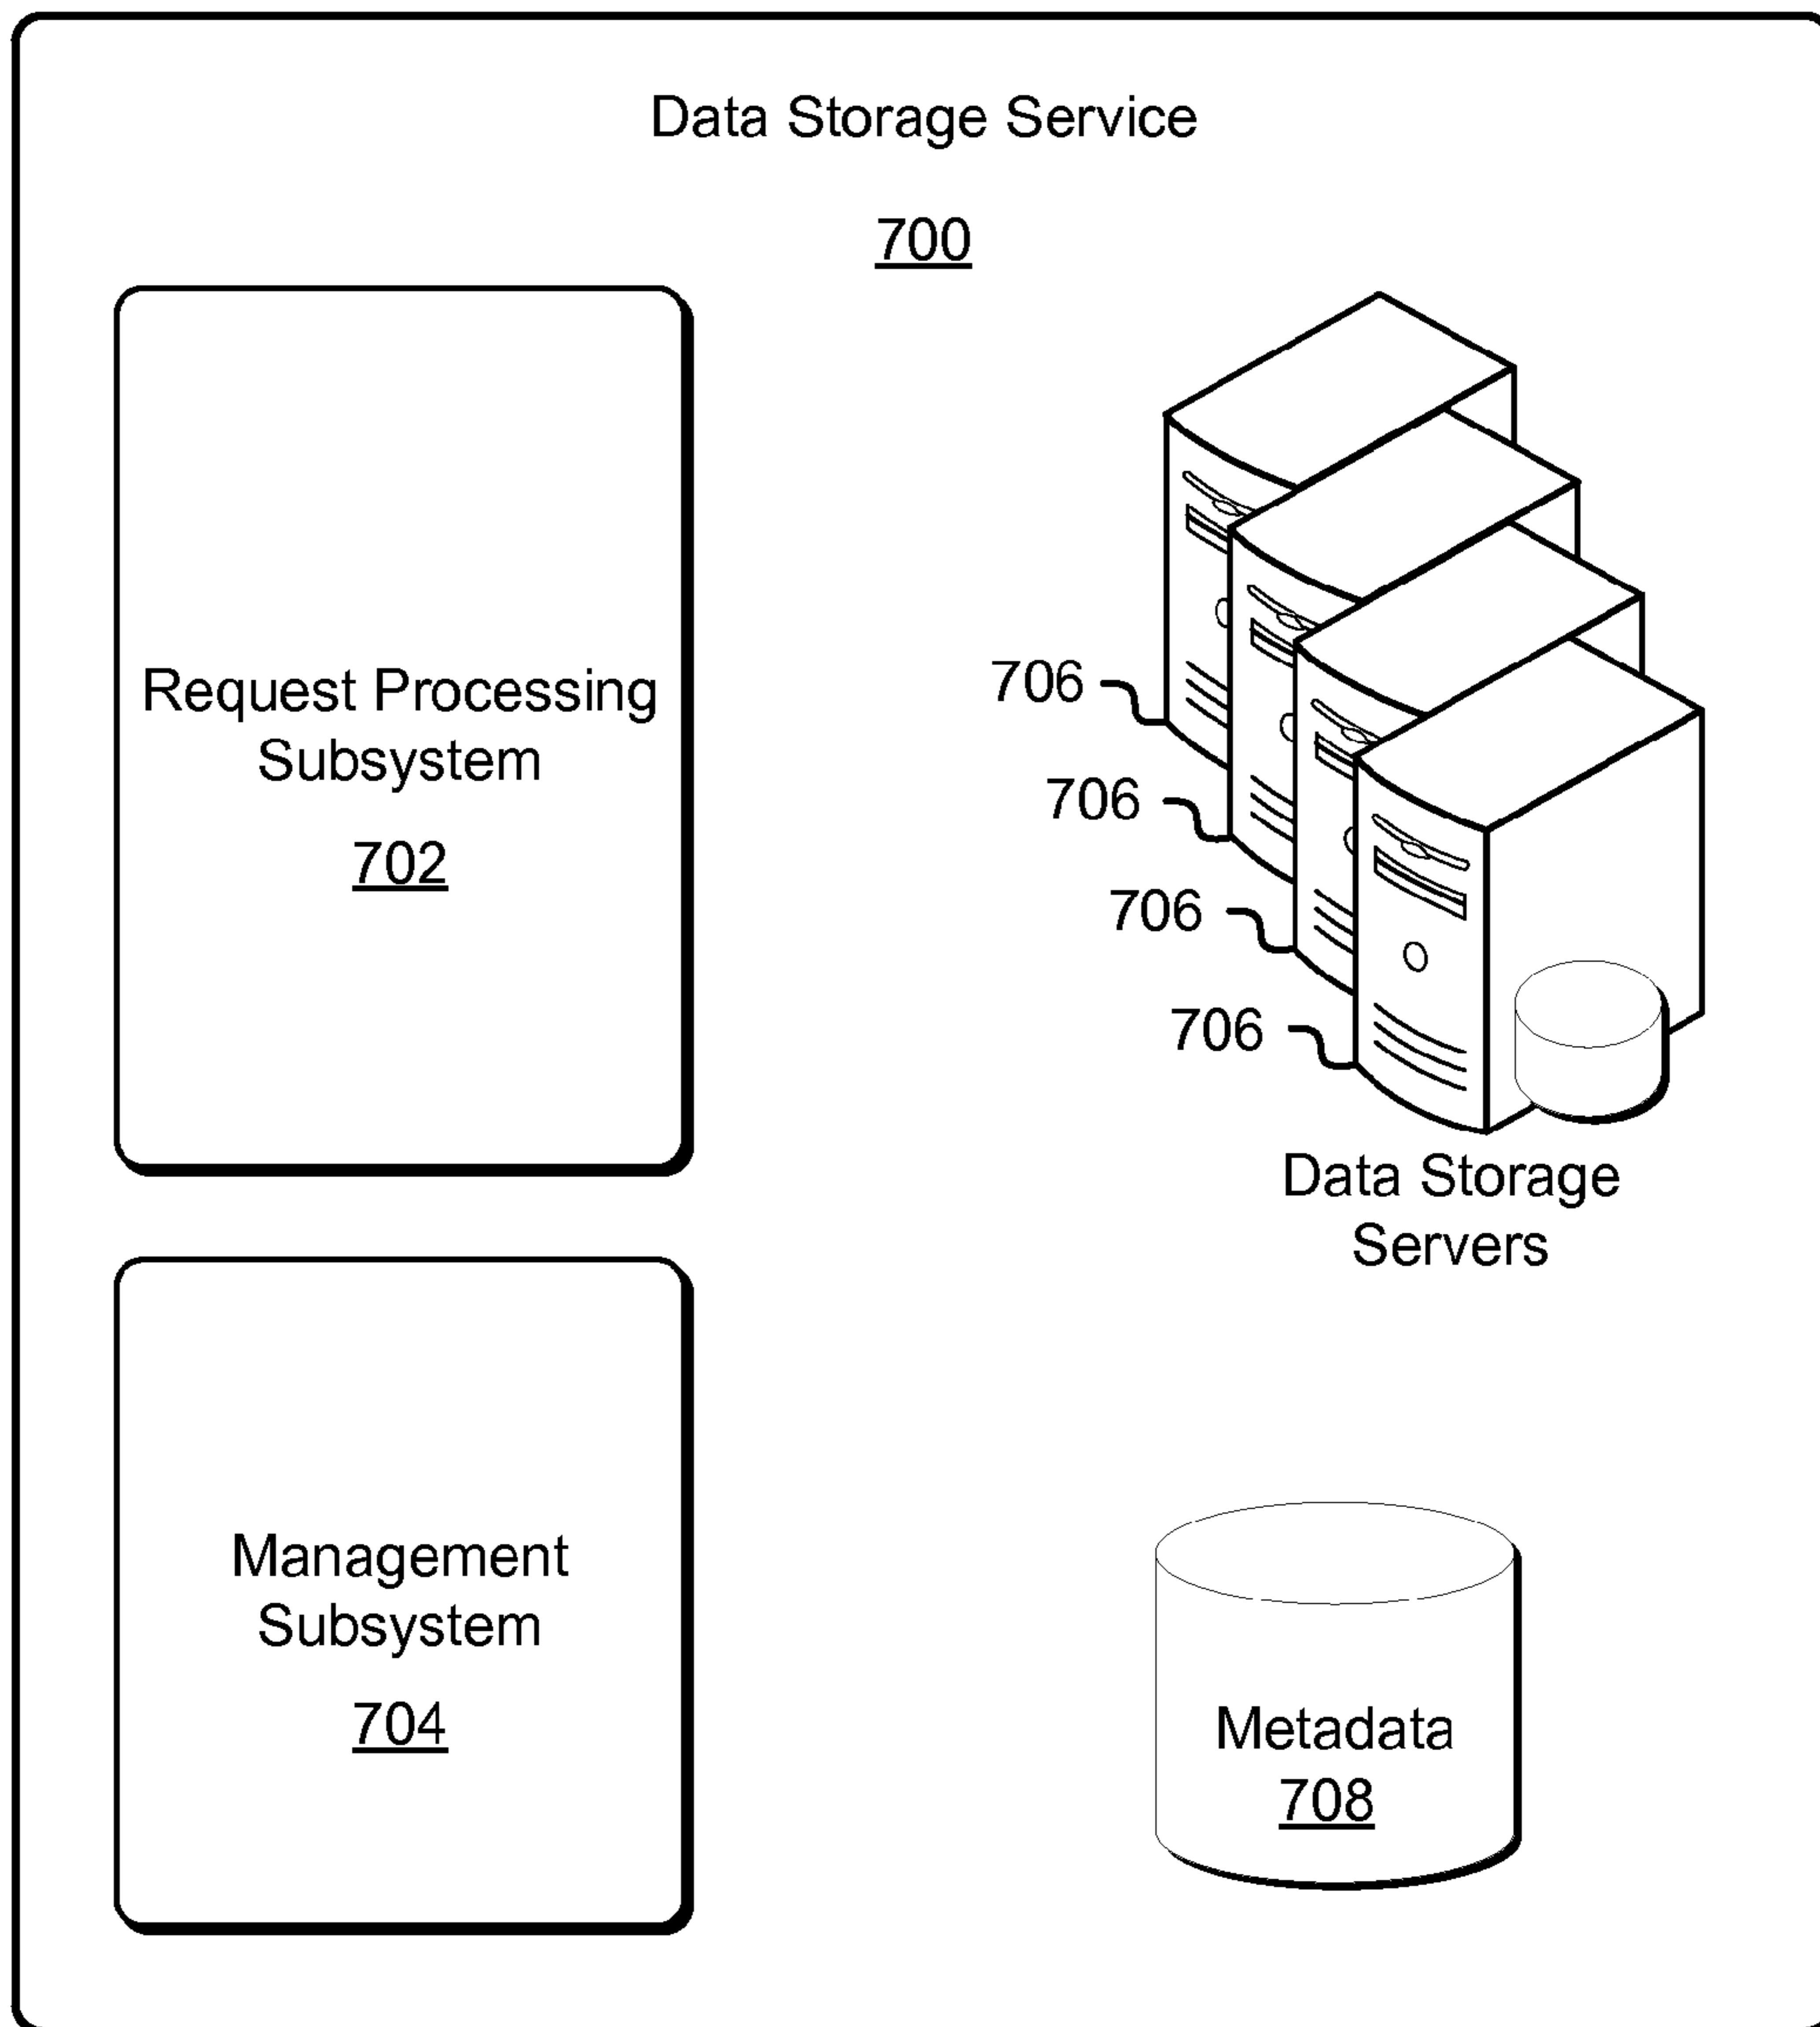 Data Storage Service
700
Request Processing
Subsystem
702
706
706
706
706
Data Storage
Servers
Management
Subsystem
704
Metadata
708